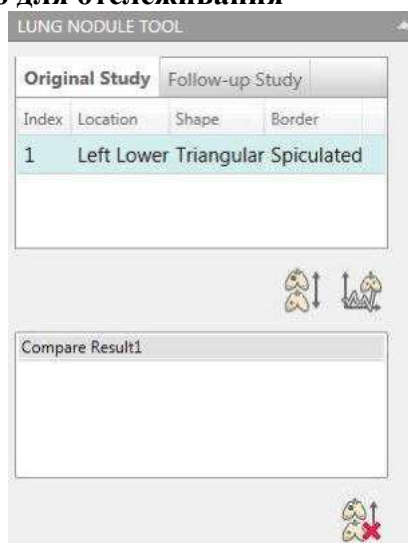 для отслеживания
LUNG NODULE TOOL
Original Study Follow-up Study
Index Location Shape Border
1 Left Lower Triangular Spiculated
Compare Result1